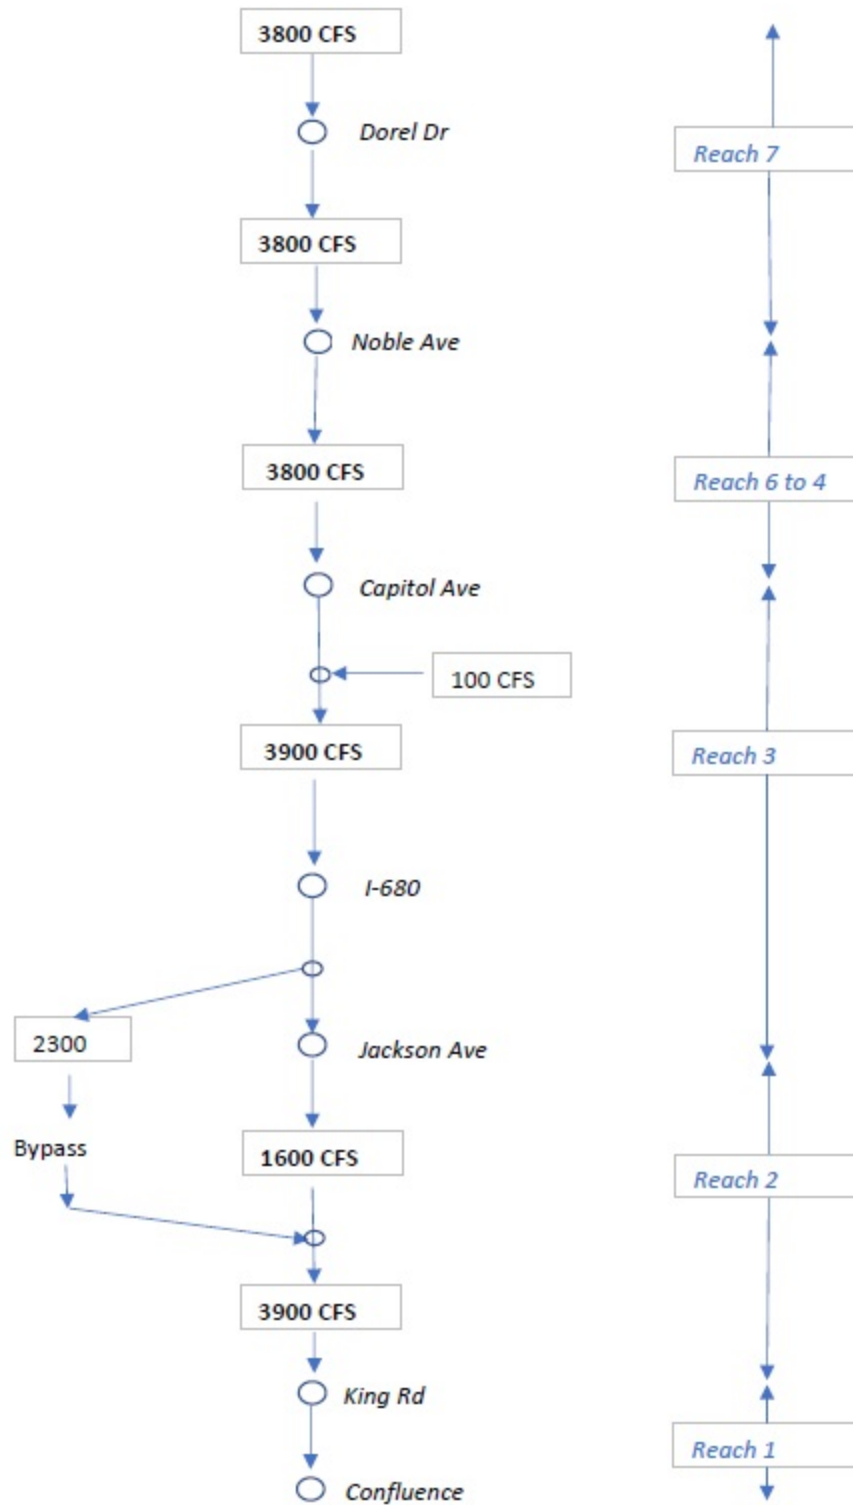 3800 CFS
Dorel Dr
Reach 7
3800 CFS
Noble Ave
3800 CFS
Reach 6 to 4
Capitol Ave
100 CFS
3900 CFS
Reach 3
I-680
2300
Jackson Ave
Bypass
1600 CFS
Reach 2
3900 CFS
King Rd
Reach 1
Confluence